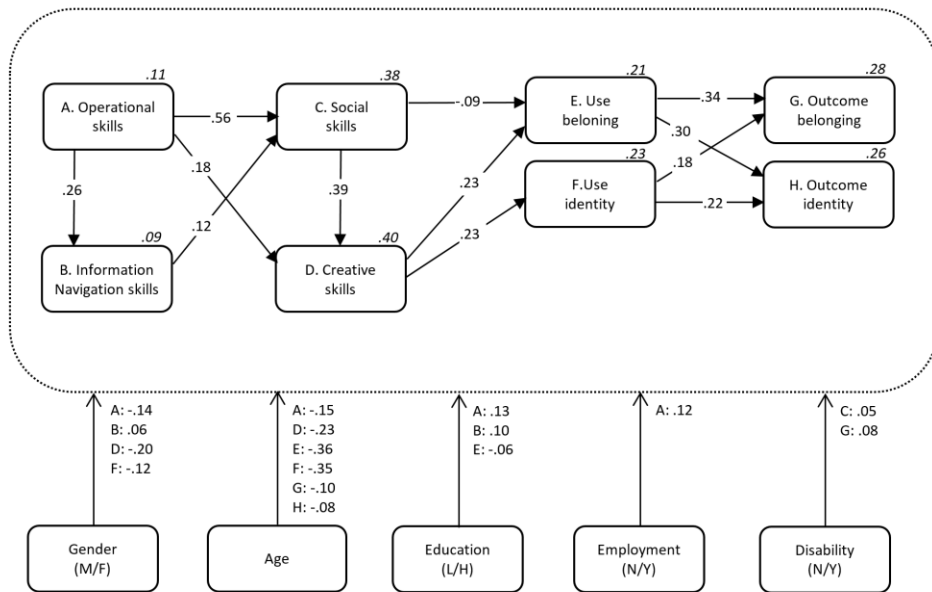 .11
A. Operational
skills
.38
C. Social
skills
.21
E. Use
beloning
.28
G. Outcome
belonging
.56
-.09
.34
.30
.18
.26
.18
.39
.12
.23
.23
.23
F.Use
identity
.22
.26
H. Outcome
identity
.09
B. Information
Navigation skills
.40
D. Creative
skills
A: -.14
B: .06
D: -.20
F: -.12
A: -.15
D: -.23
E: -.36
F: -.35
G: -.10
H: -.08
A: .13
B: .10
E: -.06
A: .12
C: .05
G: .08
Gender
(M/F)
Age
Education
(L/H)
Employment
(N/Y)
Disability
(N/Y)